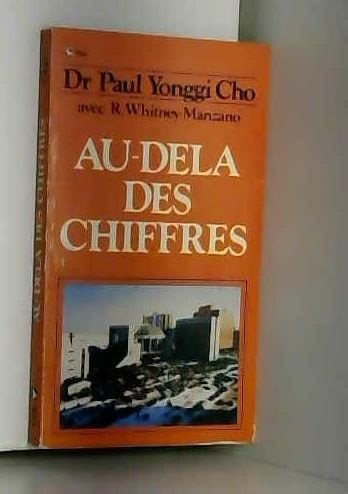 Dr Paul Yonggi Cho
avec R. Whitney Manzano
AU-DELA
DES
CHIFFRES
AU-DELA DES CHIFFRES